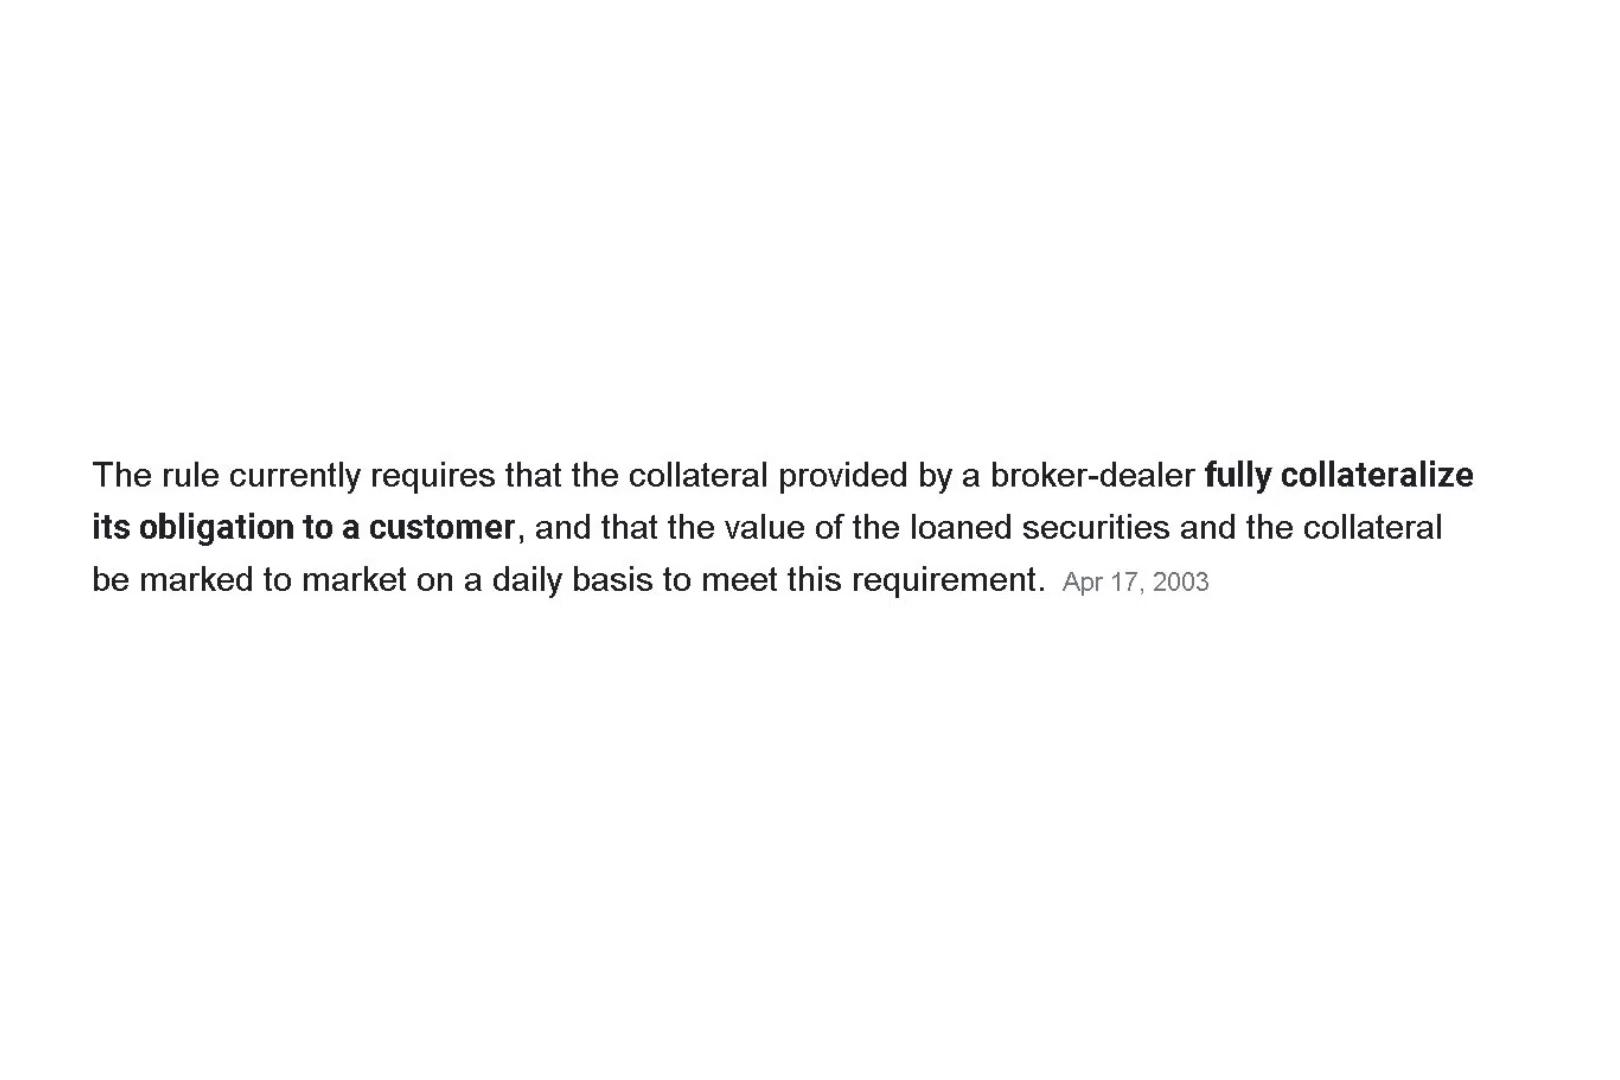 The rule currently requires that the collateral provided by a broker-dealer fully collateralize
its obligation to a customer, and that the value of the loaned securities and the collateral
be marked to market on a daily basis to meet this requirement. Apr 17, 2003